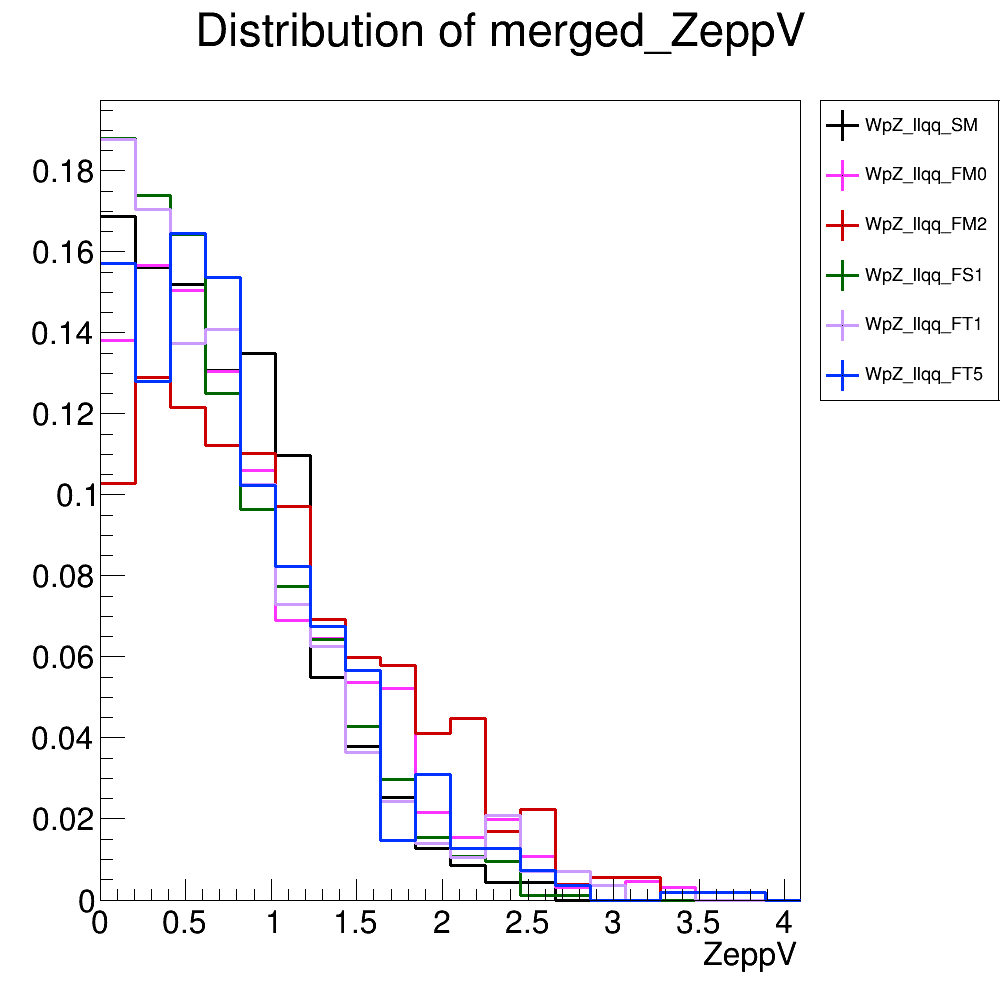 Distribution of merged_ZeppV
WpZ_llqq_SM
WpZ_llqq_FM0
WpZ_llqq_FM2
WpZ_llqq_FS1
WpZ_llqq_FT1
WpZ_llqq_FT5
0.18
0.16
0.14
0.12
0.1
0.08
0.06
0.04
0.02
0
0 0.5 1 1.5 2 2.5 3 3.5 4
ZeppV